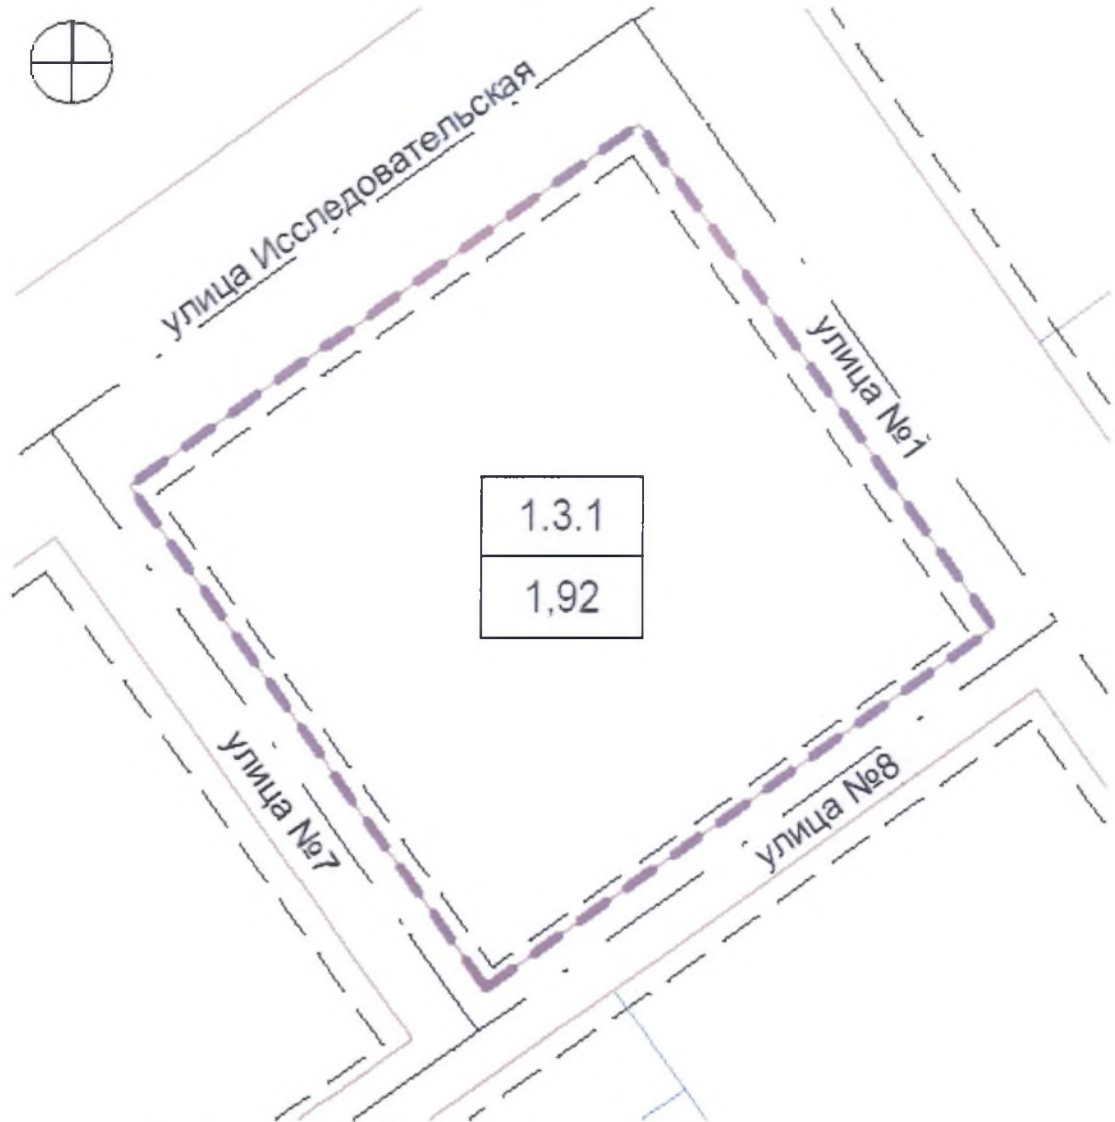 улица Исследовательская
улица №1
1.3.1
1,92
улица №7
улица №8